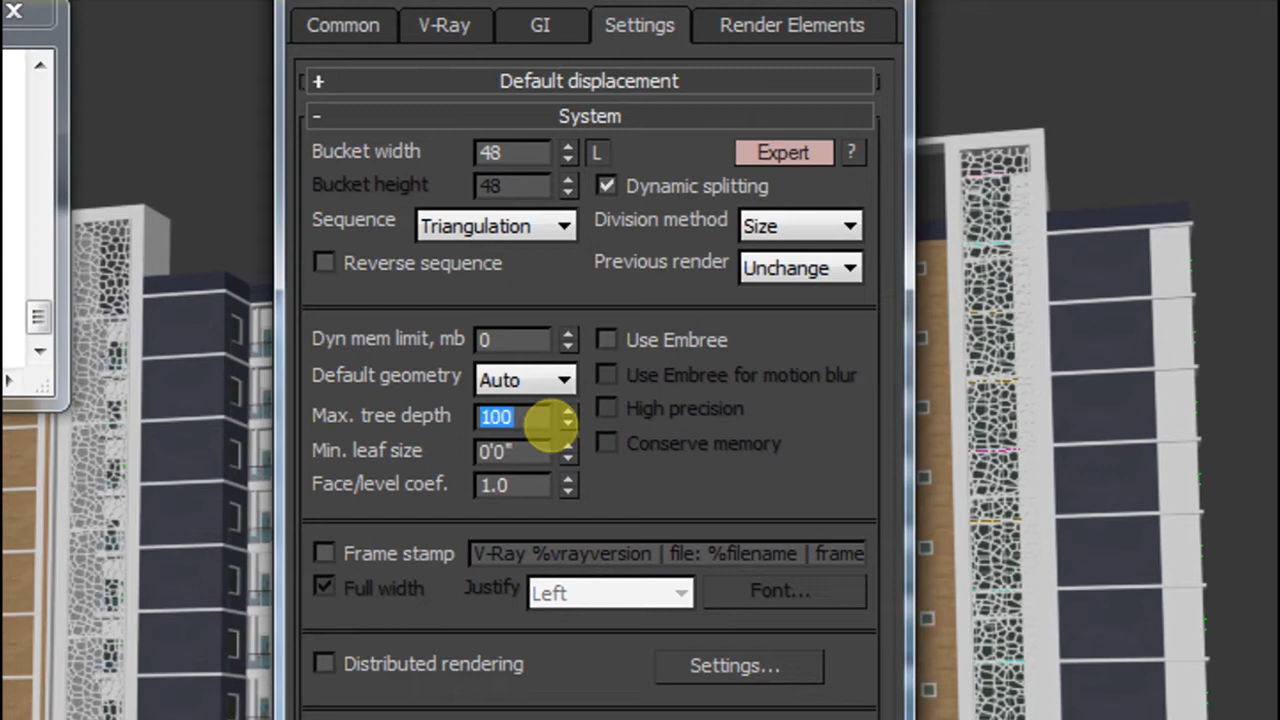 Common V-Ray GI Settings Render Elements
+ Default displacement
- System
Bucket width 48 L Expert ?
Bucket height 48 Dynamic splitting
Sequence Triangulation Division method Size
Reverse sequence Previous render Unchange
Dyn mem limit, mb 0 Use Embree
Default geometry Auto Use Embree for motion blur
Max. tree depth 100 High precision
Min. leaf size 0'0" Conserve memory
Face/level coef. 1.0
Frame stamp V-Ray %vrayversion | file: %filename | frame
Full width Justify Left Font...
Distributed rendering Settings...